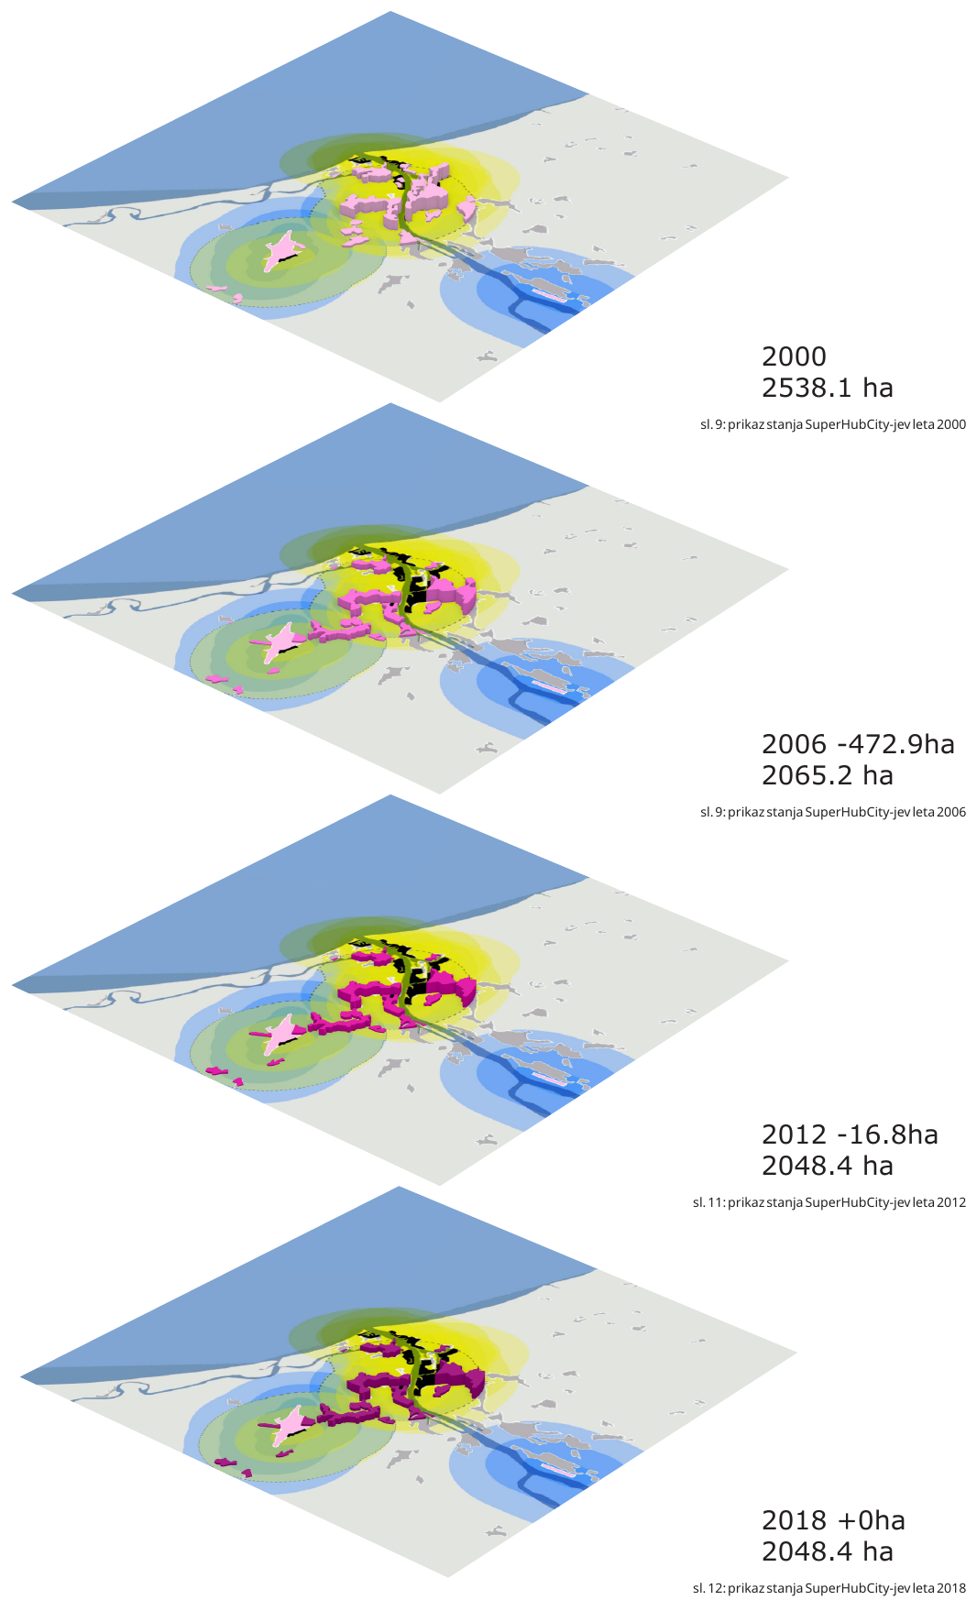 2000
2538.1 ha
sl. 9: prikaz stanja SuperHubCity-jev leta 2000
2006 -472.9ha
2065.2 ha
sl. 9: prikaz stanja SuperHubCity-jev leta 2006
2012 -16.8ha
2048.4 ha
sl. 11: prikaz stanja SuperHubCity-jev leta 2012
2018 +0ha
2048.4 ha
sl. 12: prikaz stanja SuperHubCity-jev leta 2018